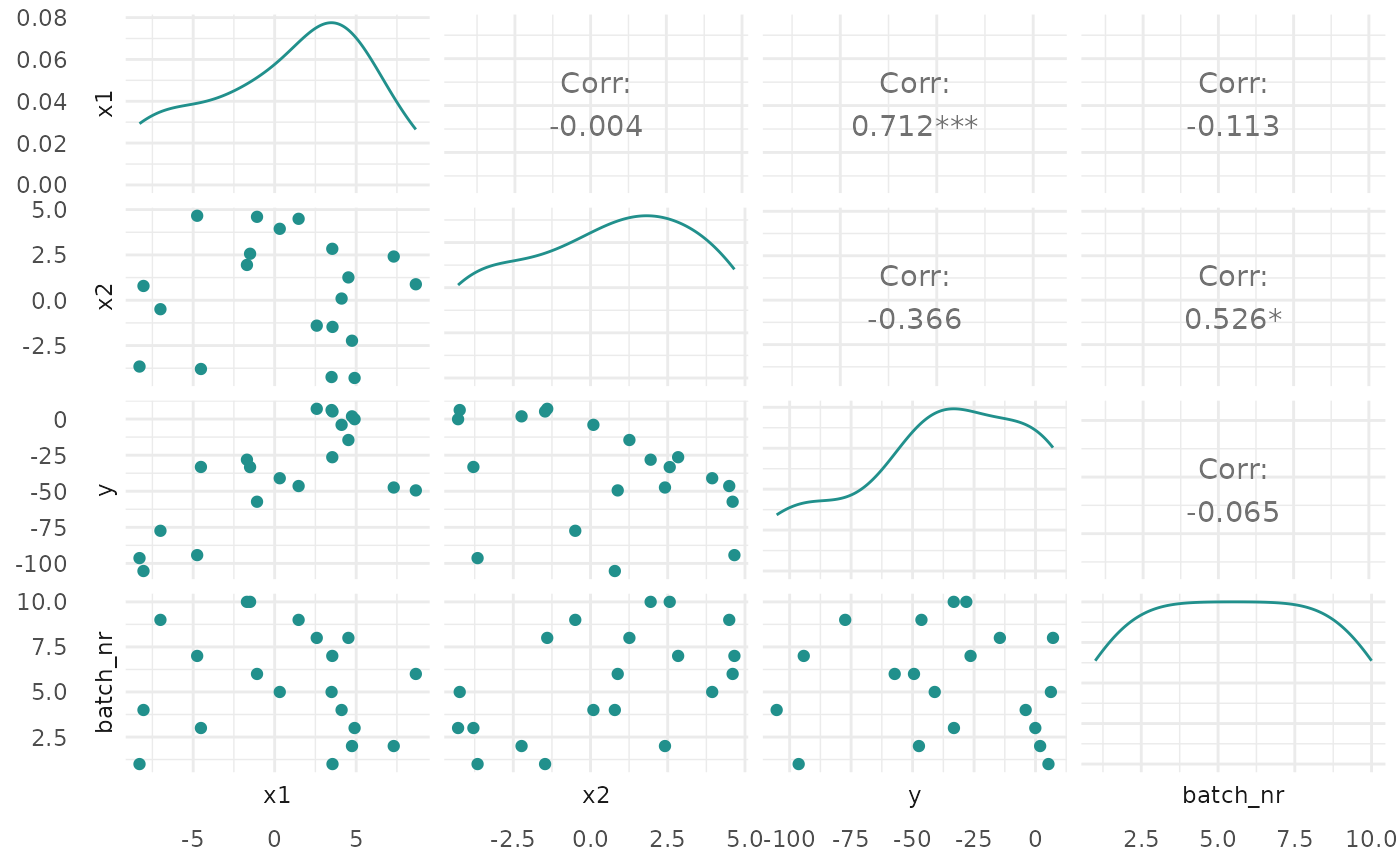 0.08
0.06
0.04
0.02
0.00
x1
Corr:
-0.004
Corr:
0.712***
Corr:
-0.113
5.0
2.5
0.0
-2.5
x2
Corr:
-0.366
Corr:
0.526*
0
-25
-50
-75
-100
y
Corr:
-0.065
10.0
7.5
5.0
2.5
batch_nr
x1
x2
y
batch_nr
-5 0 5
-2.5 0.0 2.5 5.0
-100 -75 -50 -25 0
2.5 5.0 7.5 10.0